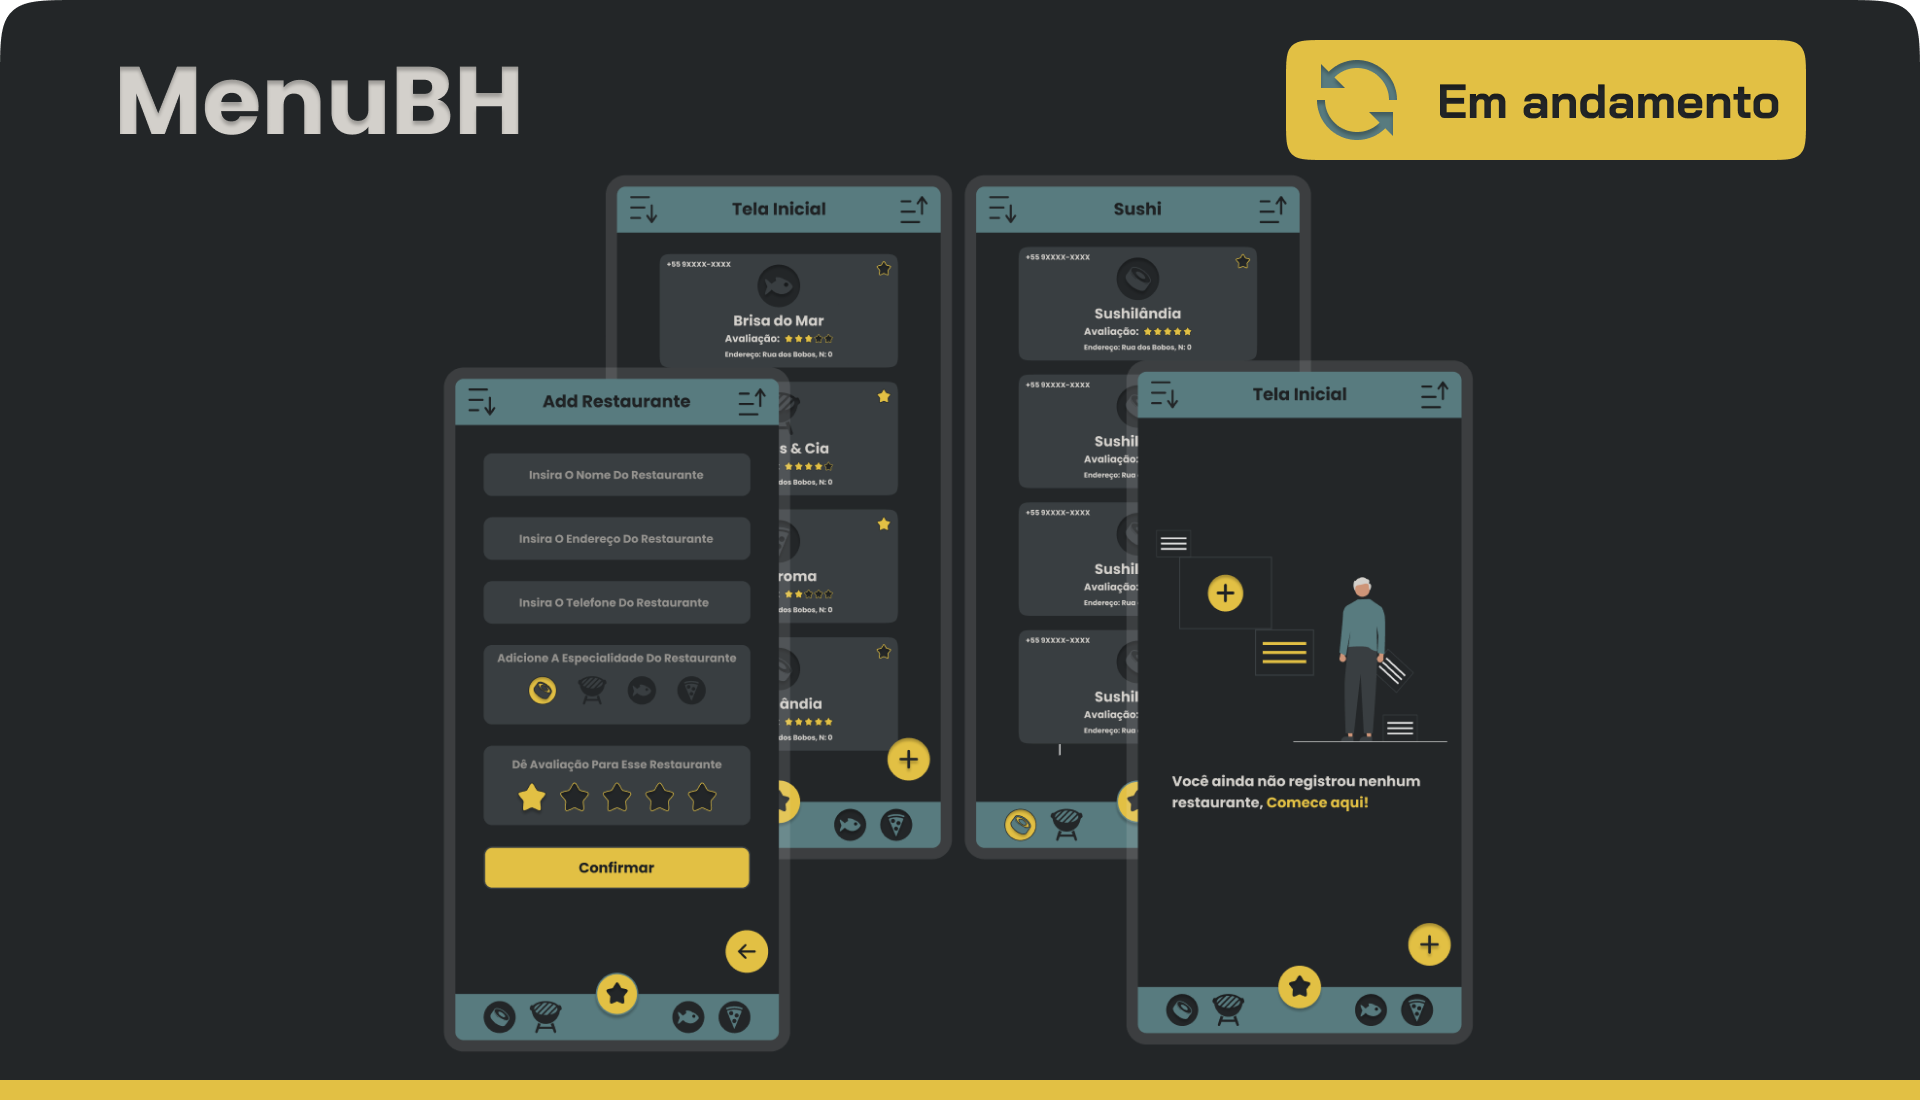 MenuBH
Em andamento
Tela Inicial
+55 9XXXX-XXXX
Brisa do Mar
Avaliação:
Endereço: Rua dos Bobos, N: 0
s & Cia
dos Bobos, N: 0
roma
dos Bobos, N: 0
ândia
dos Bobos, N: 0
Sushi
+55 9XXXX-XXXX
Sushilândia
Avaliação:
Endereço: Rua dos Bobos, N: 0
+55 9XXXX-XXXX
Sushil
Avaliação:
Endereço: Rua
+55 9XXXX-XXXX
Sushil
Avaliação:
Endereço: Rua
+55 9XXXX-XXXX
Sushil
Avaliação:
Endereço: Rua
Add Restaurante
Insira O Nome Do Restaurante
Insira O Endereço Do Restaurante
Insira O Telefone Do Restaurante
Adicione A Especialidade Do Restaurante
Dê Avaliação Para Esse Restaurante
Confirmar
Tela Inicial
Você ainda não registrou nenhum
restaurante, Comece aqui!